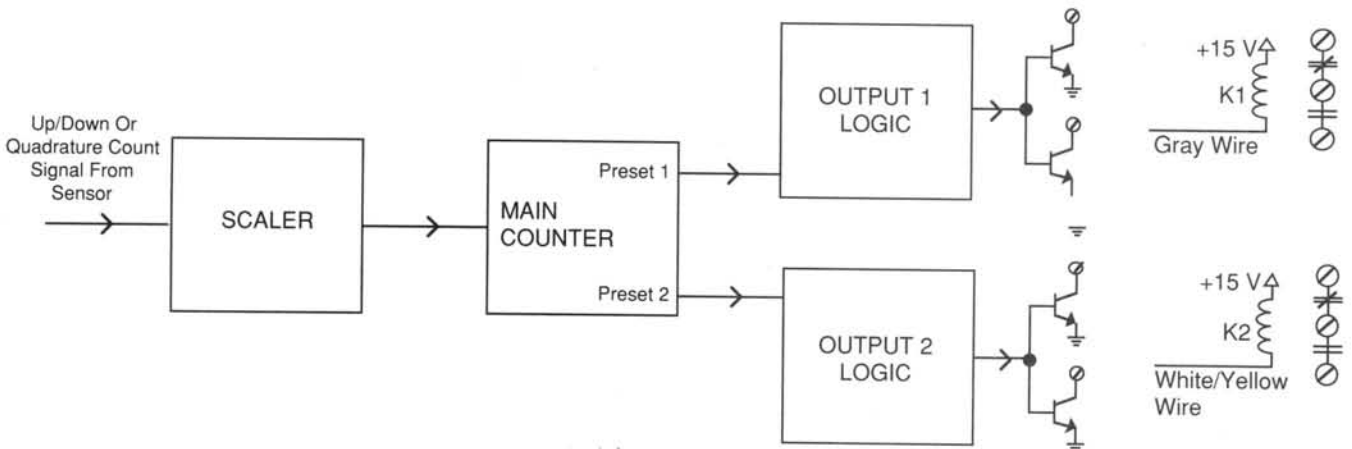 Up/Down Or
Quadrature Count
Signal From
Sensor
SCALER
MAIN
COUNTER
Preset 1
Preset 2
OUTPUT 1
LOGIC
OUTPUT 2
LOGIC
+15 V
K1
Gray Wire
+15 V
K2
White/Yellow
Wire